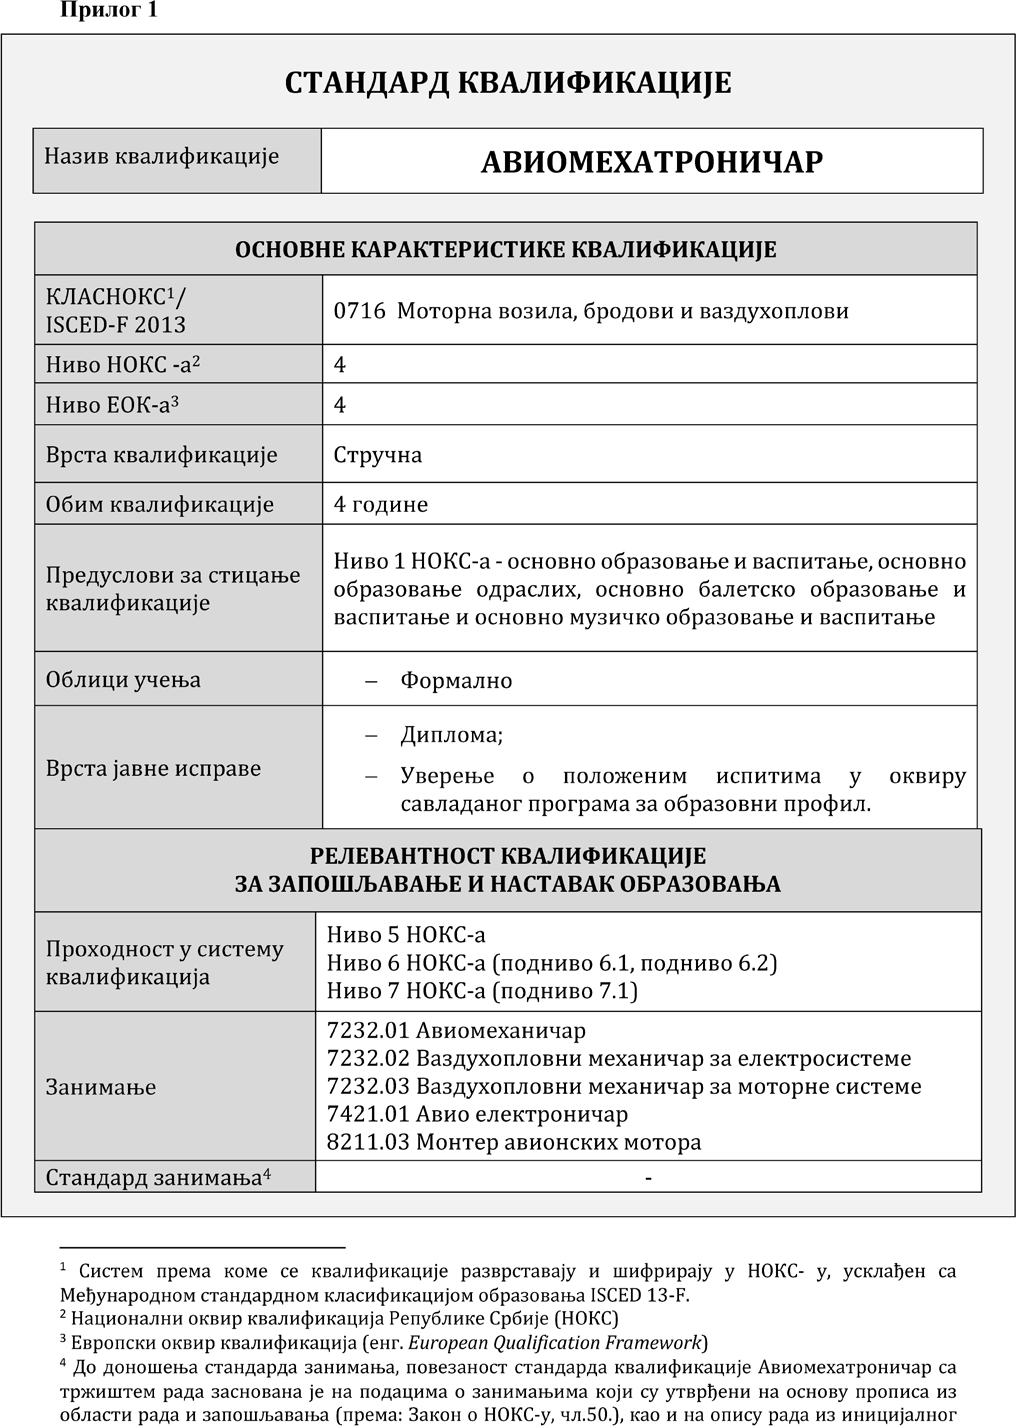 Прилог 1
СТАНДАРД КВАЛИФИКАЦИЈЕ
Назив квалификације
АВИОМЕХАТРОНИЧАР
ОСНОВНЕ КАРАКТЕРИСТИКЕ КВАЛИФИКАЦИЈЕ
КЛАСНОКС¹/
ISCED-F 2013
0716 Моторна возила, бродови и ваздухоплови
Ниво НОКС -а²
4
Ниво ЕОК-а³
4
Врста квалификације
Стручна
Обим квалификације
4 године
Предуслови за стицање
квалификације
Ниво 1 НОКС-а - основно образовање и васпитање, основно
образовање одраслих, основно балетско образовање и
васпитање и основно музичко образовање и васпитање
Облици учења
– Формално
Врста јавне исправе
– Диплома;
– Уверење о положеним испитима у оквиру
савладаног програма за образовни профил.
РЕЛЕВАНТНОСТ КВАЛИФИКАЦИЈЕ
ЗА ЗАПОШЉАВАЊЕ И НАСТАВАК ОБРАЗОВАЊА
Проходност у систему
квалификација
Ниво 5 НОКС-а
Ниво 6 НОКС-а (подниво 6.1, подниво 6.2)
Ниво 7 НОКС-а (подниво 7.1)
Занимање
7232.01 Авиомеханичар
7232.02 Ваздухопловни механичар за електросистеме
7232.03 Ваздухопловни механичар за моторне системе
7421.01 Авио електроничар
8211.03 Монтер авионских мотора
Стандард занимања⁴
-
¹ Систем према коме се квалификације разврставају и шифрирају у НОКС- у, усклађен са
Међународном стандардном класификацијом образовања ISCED 13-F.
² Национални оквир квалификација Републике Србије (НОКС)
³ Европски оквир квалификација (енг. European Qualification Framework)
⁴ До доношења стандарда занимања, повезаност стандарда квалификације Авиомехатроничар са
тржиштем рада заснована је на подацима о занимањима који су утврђени на основу прописа из
области рада и запошљавања (према: Закон о НОКС-у, чл.50.), као и на опису рада из иницијалног